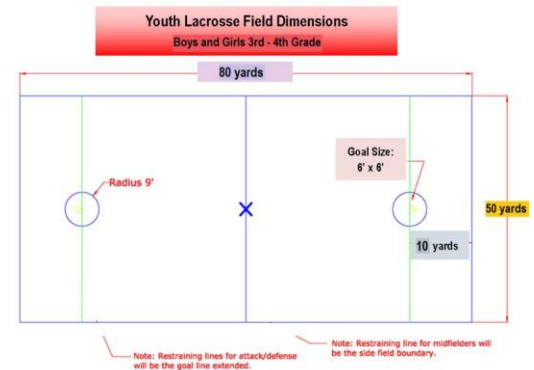 Youth Lacrosse Field Dimensions
Boys and Girls 3rd - 4th Grade
80 yards
Goal Size:
6' x 6'
Radius 9'
50 yards
10 yards
Note: Restraining line for midfielders will
be the side field boundary.
Note: Restraining lines for attack/defense
will be the goal line extended.